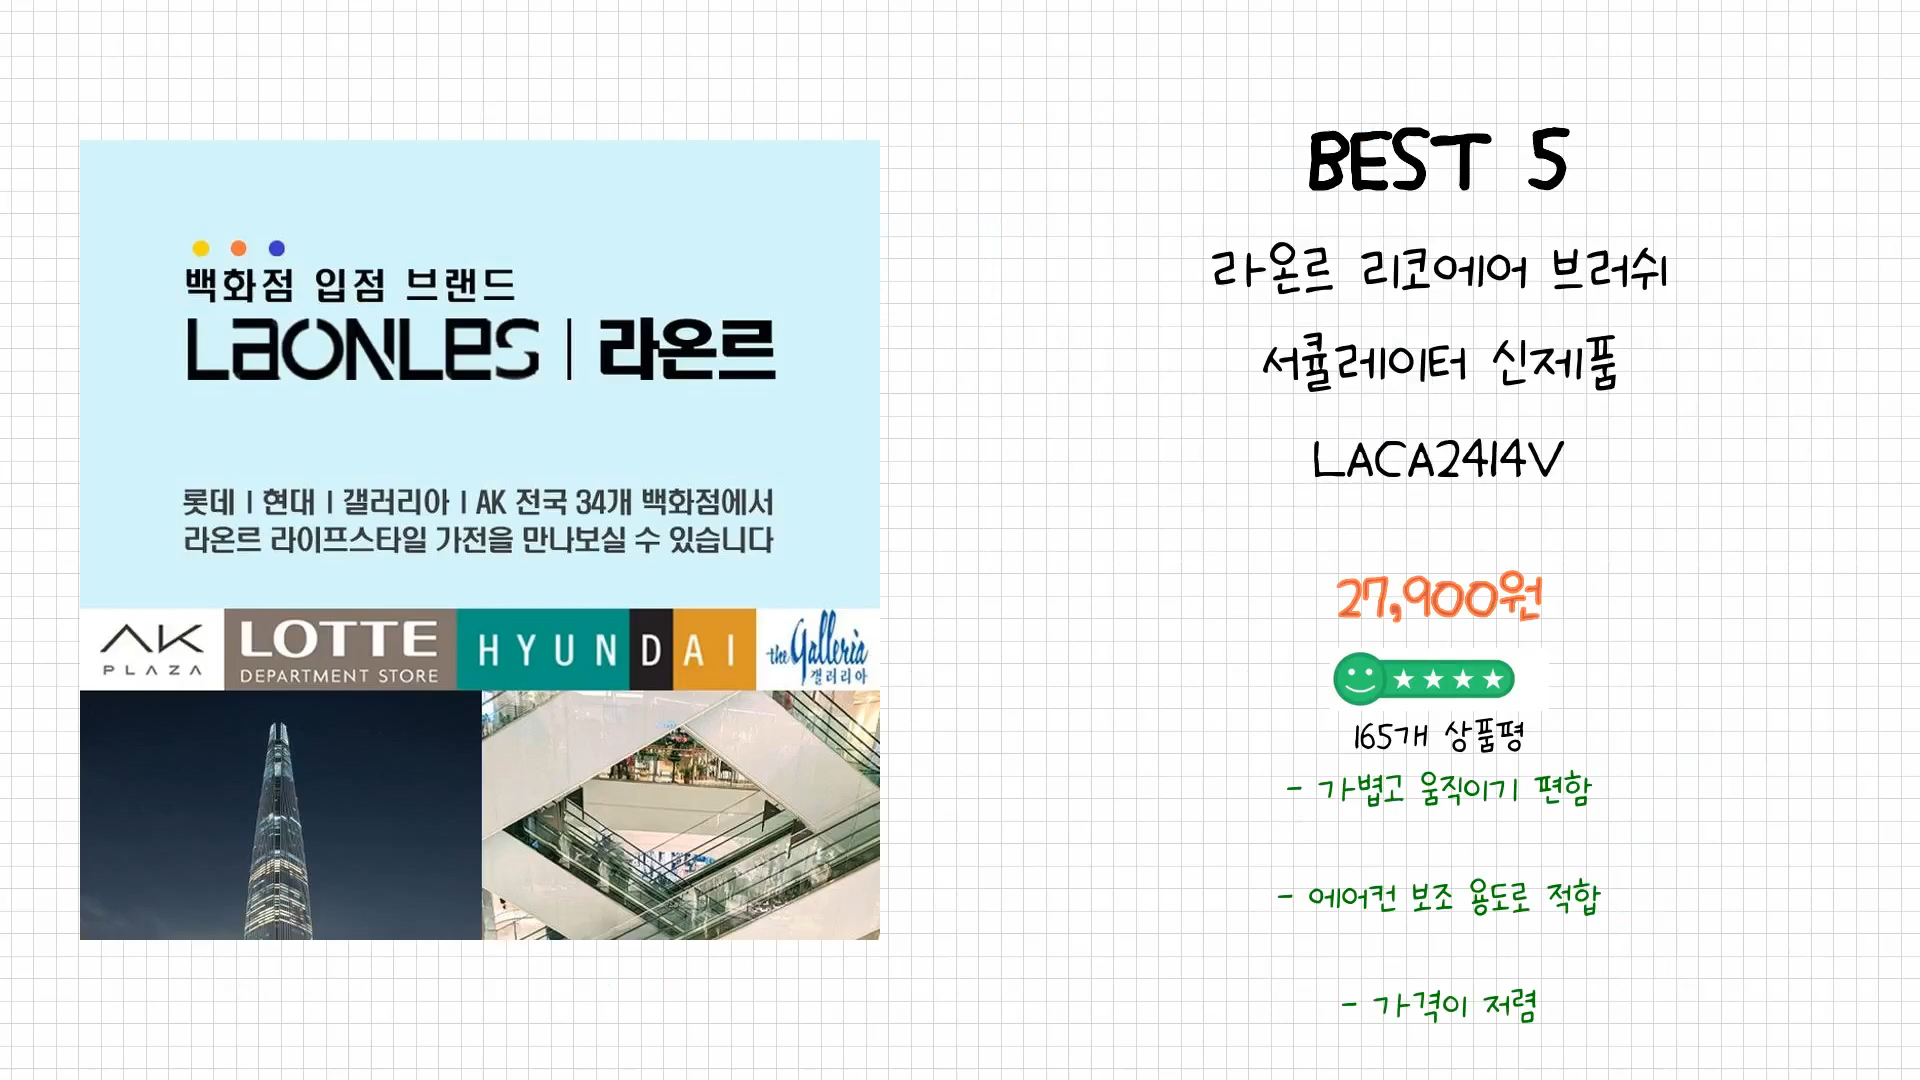 백화점 입점 브랜드
LaONLES | 라온르
롯데 | 현대 | 갤러리아 | AK 전국 34개 백화점에서
라온르 라이프스타일 가전을 만나보실 수 있습니다
AK
PLAZA
LOTTE
DEPARTMENT STORE
HYUNDAI
the Galleria
갤러리아
BEST 5
라온르 리코에어 브러쉬
서큘레이터 신제품
LACA2414V
27,900원
165개 상품평
- 가볍고 움직이기 편함
- 에어컨 보조 용도로 적합
- 가격이 저렴